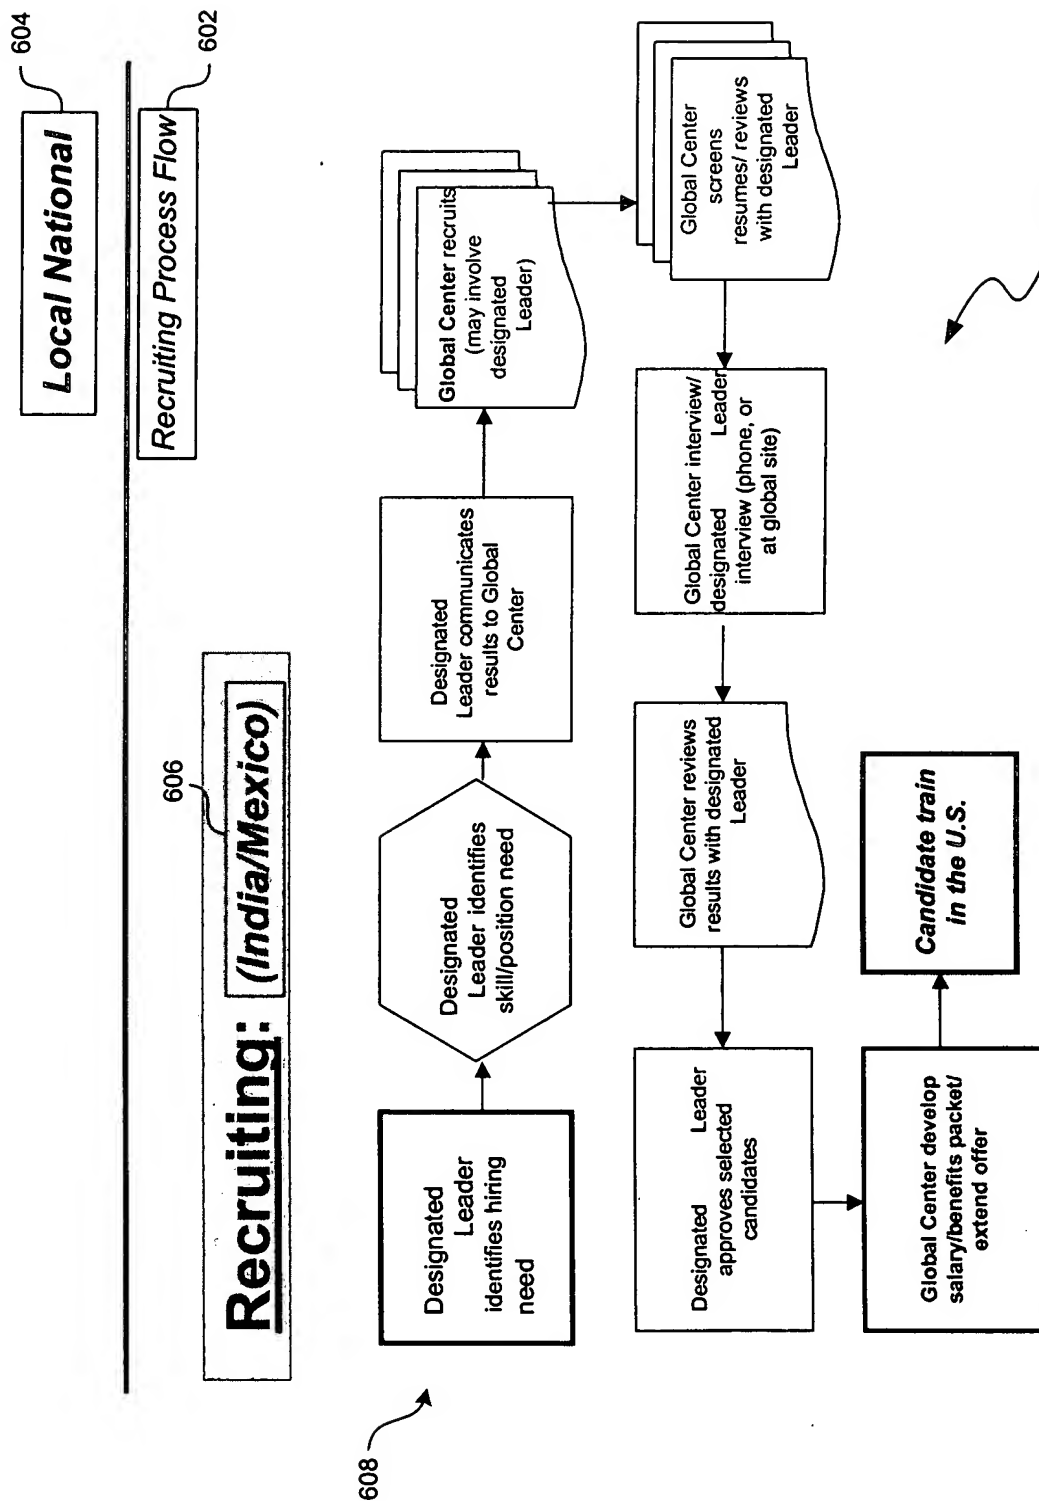 Local National
604
Recruiting Process Flow
602
Recruiting: (India/Mexico)
606
608
Designated
Leader
identifies hiring
need
Designated
Leader identifies
skill/position need
Designated
Leader communicates
results to Global
Center
Global Center recruits
(may involve
designated
Leader)
Global Center
screens
resumes/ reviews
with designated
Leader
Global Center interview/
designated Leader
interview (phone, or
at global site)
Global Center reviews
results with designated
Leader
Designated Leader
approves selected
candidates
Global Center develop
salary/benefits packet/
extend offer
Candidate train
in the U.S.